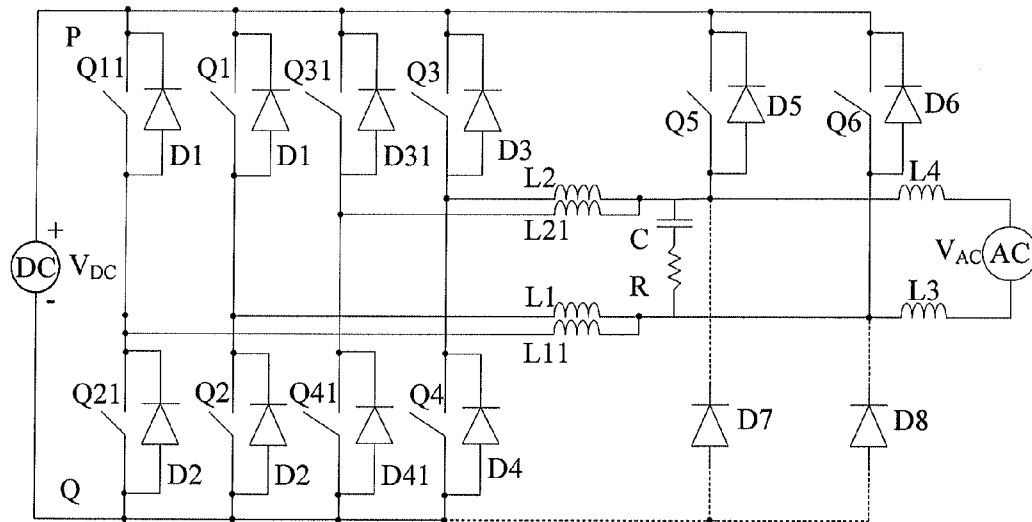 P
Q11
Q1
Q31
Q3
D1
D1
D31
D3
Q5
D5
Q6
D6
L2
L21
L4
C
R
+
DC
VDC
-
VAC
AC
L1
L11
L3
Q21
Q2
Q41
Q4
D2
D2
D41
D4
D7
D8
Q